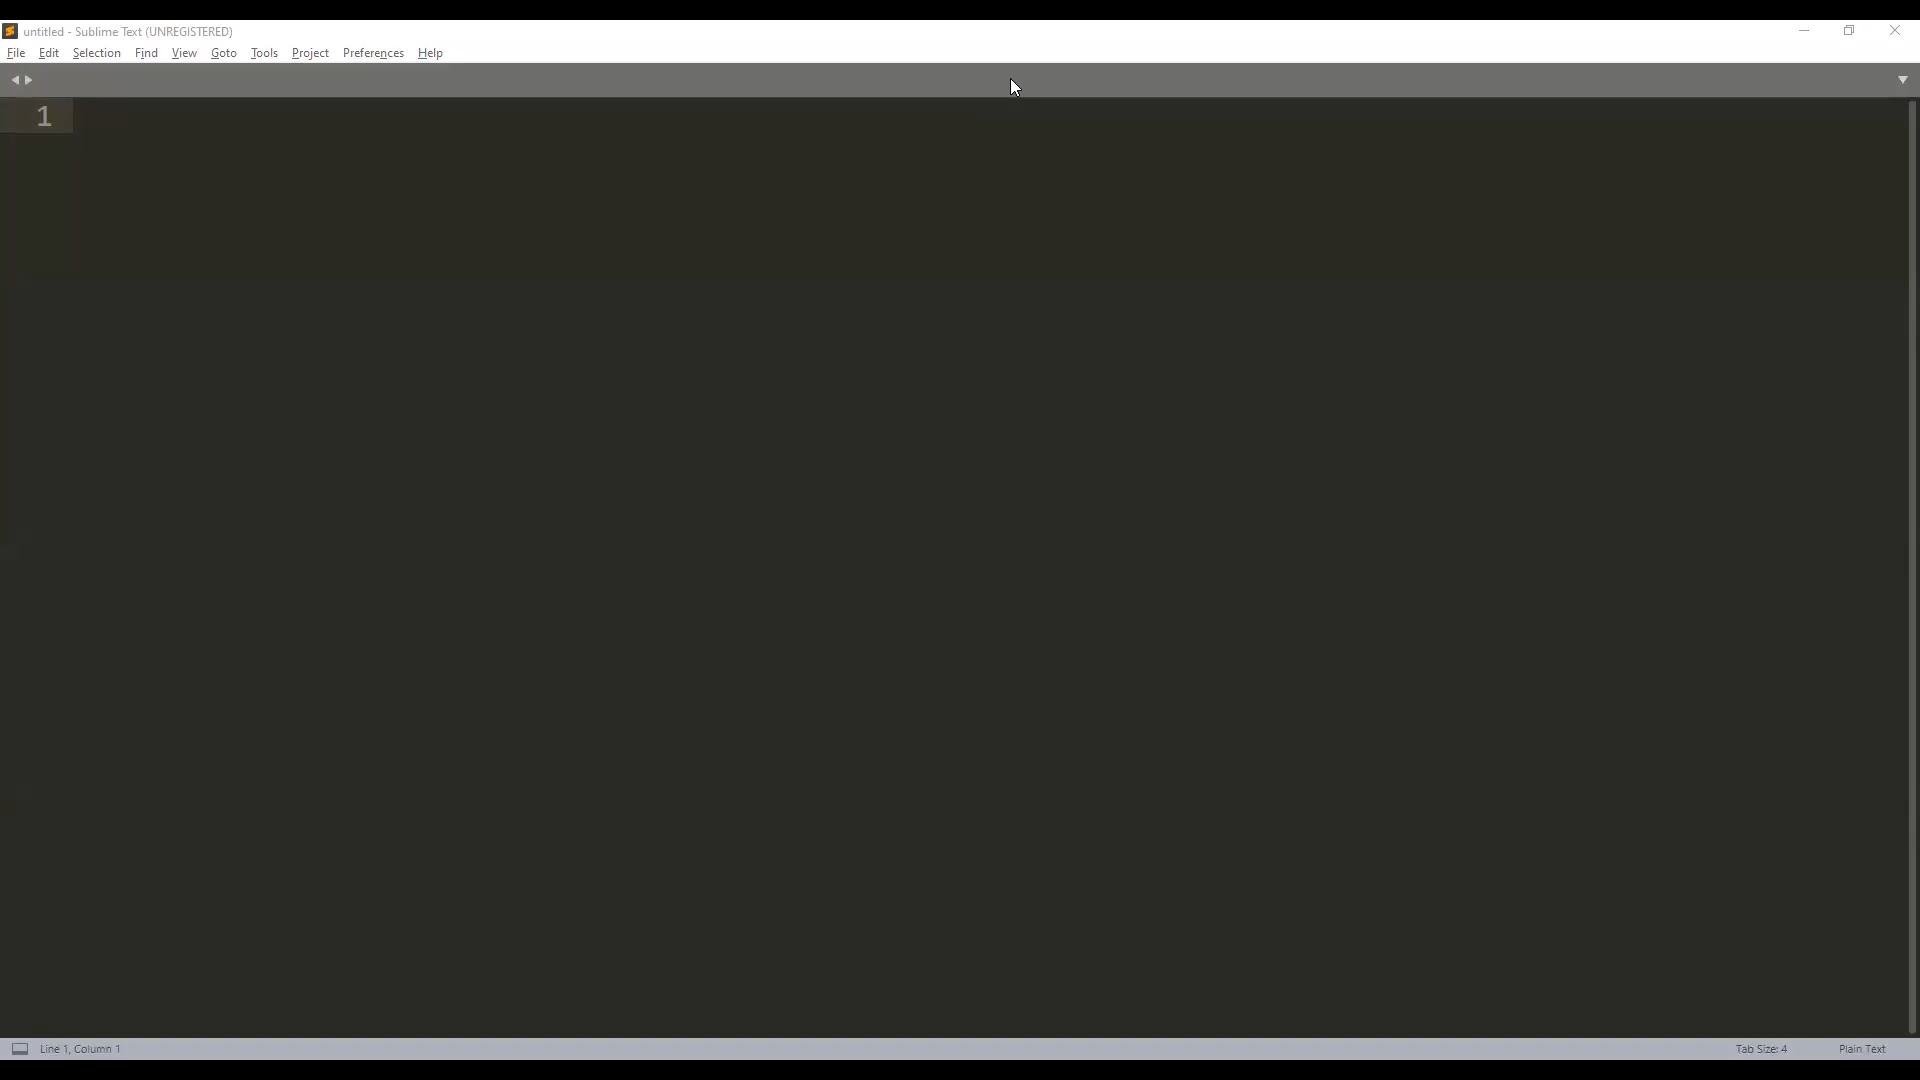 untitled - Sublime Text (UNREGISTERED)
File Edit Selection Find View Goto Tools Project Preferences Help
1
Line 1, Column 1 Tab Size: 4 Plain Text